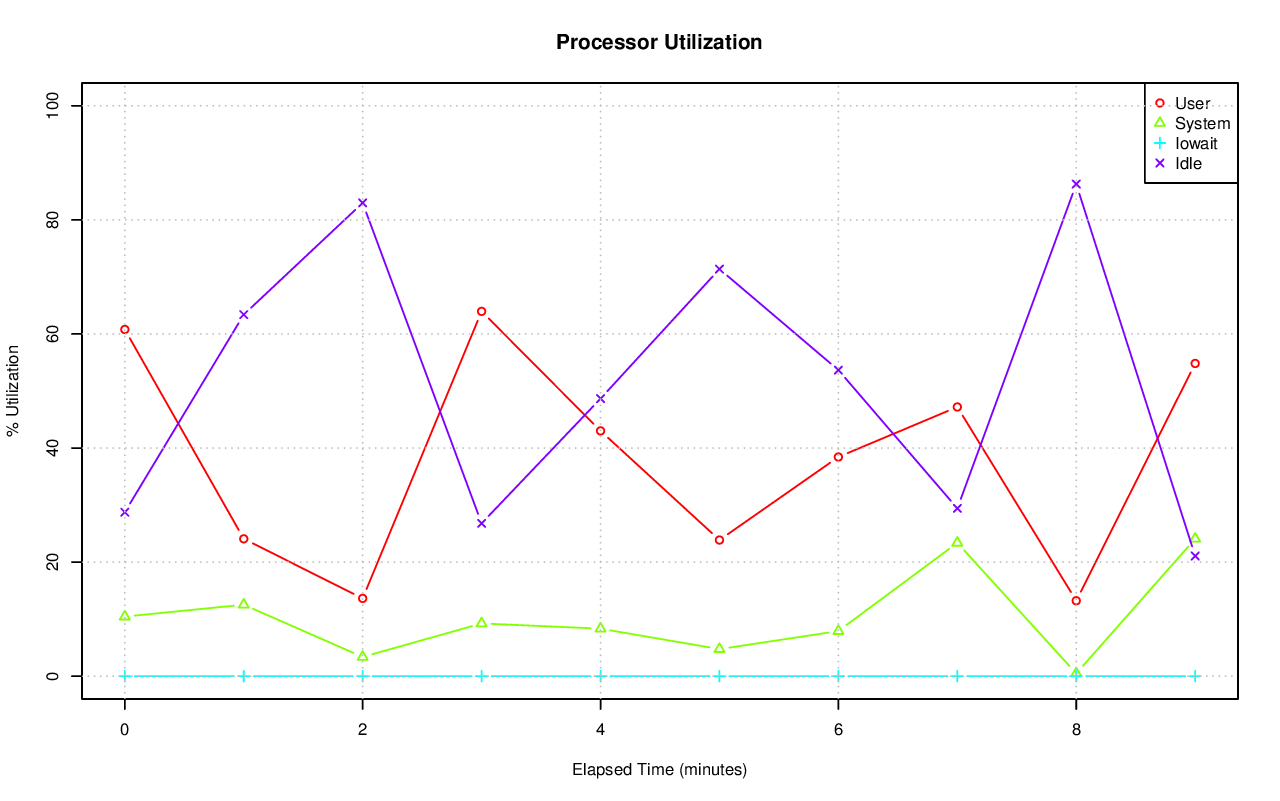 Processor Utilization
User
System
Iowait
Idle
% Utilization
100
80
60
40
20
0
0 2 4 6 8
Elapsed Time (minutes)